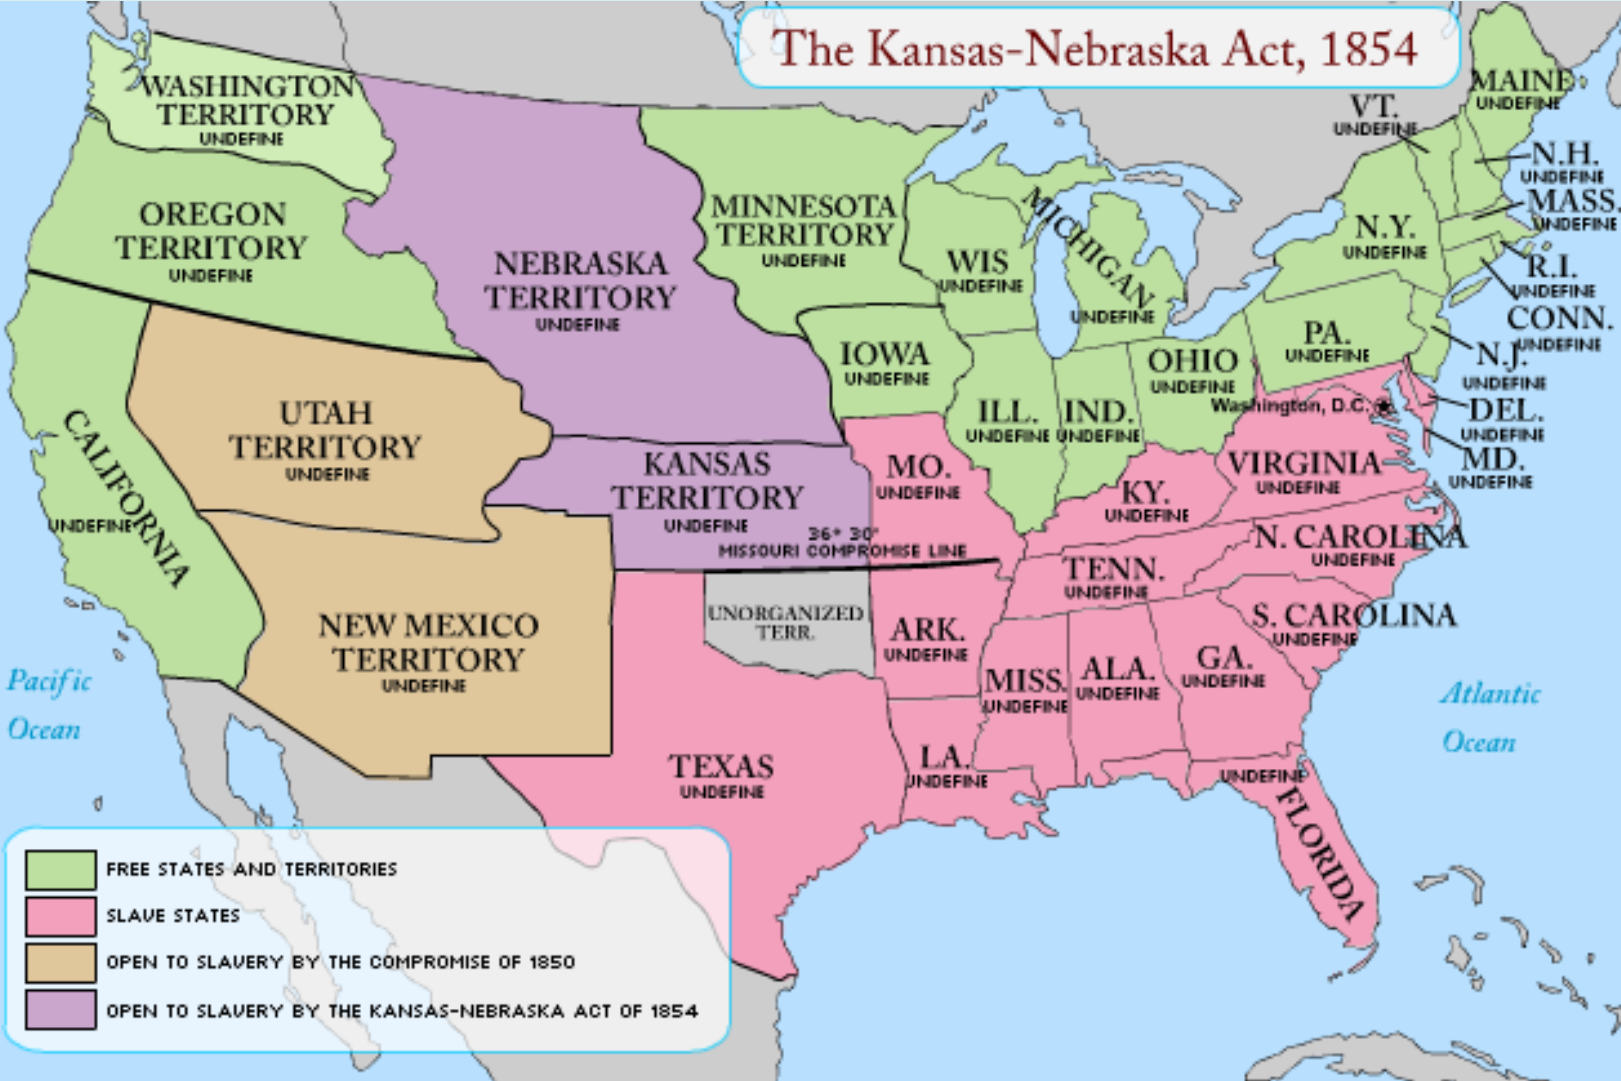 The Kansas-Nebraska Act, 1854
WASHINGTON
TERRITORY
UNDEFINE
OREGON
TERRITORY
UNDEFINE
CALIFORNIA
UNDEFINE
UTAH
TERRITORY
UNDEFINE
NEW MEXICO
TERRITORY
UNDEFINE
NEBRASKA
TERRITORY
UNDEFINE
KANSAS
TERRITORY
UNDEFINE
36° 30'
MISSOURI COMPROMISE LINE
UNORGANIZED
TERR.
TEXAS
UNDEFINE
MINNESOTA
TERRITORY
UNDEFINE
IOWA
UNDEFINE
MO.
UNDEFINE
ARK.
UNDEFINE
LA.
UNDEFINE
WIS
UNDEFINE
MICHIGAN
UNDEFINE
ILL.
UNDEFINE
IND.
UNDEFINE
OHIO
UNDEFINE
KY.
UNDEFINE
TENN.
UNDEFINE
MISS.
UNDEFINE
ALA.
UNDEFINE
GA.
UNDEFINE
UNDEFINE
FLORIDA
S. CAROLINA
UNDEFINE
N. CAROLINA
UNDEFINE
VIRGINIA
UNDEFINE
Washington, D.C.
PA.
UNDEFINE
N.Y.
UNDEFINE
VT.
UNDEFINE
MAINE
UNDEFINE
N.H.
UNDEFINE
MASS.
UNDEFINE
R.I.
UNDEFINE
CONN.
UNDEFINE
N.J.
UNDEFINE
DEL.
UNDEFINE
MD.
UNDEFINE
Pacific
Ocean
Atlantic
Ocean
FREE STATES AND TERRITORIES
SLAVE STATES
OPEN TO SLAVERY BY THE COMPROMISE OF 1850
OPEN TO SLAVERY BY THE KANSAS-NEBRASKA ACT OF 1854